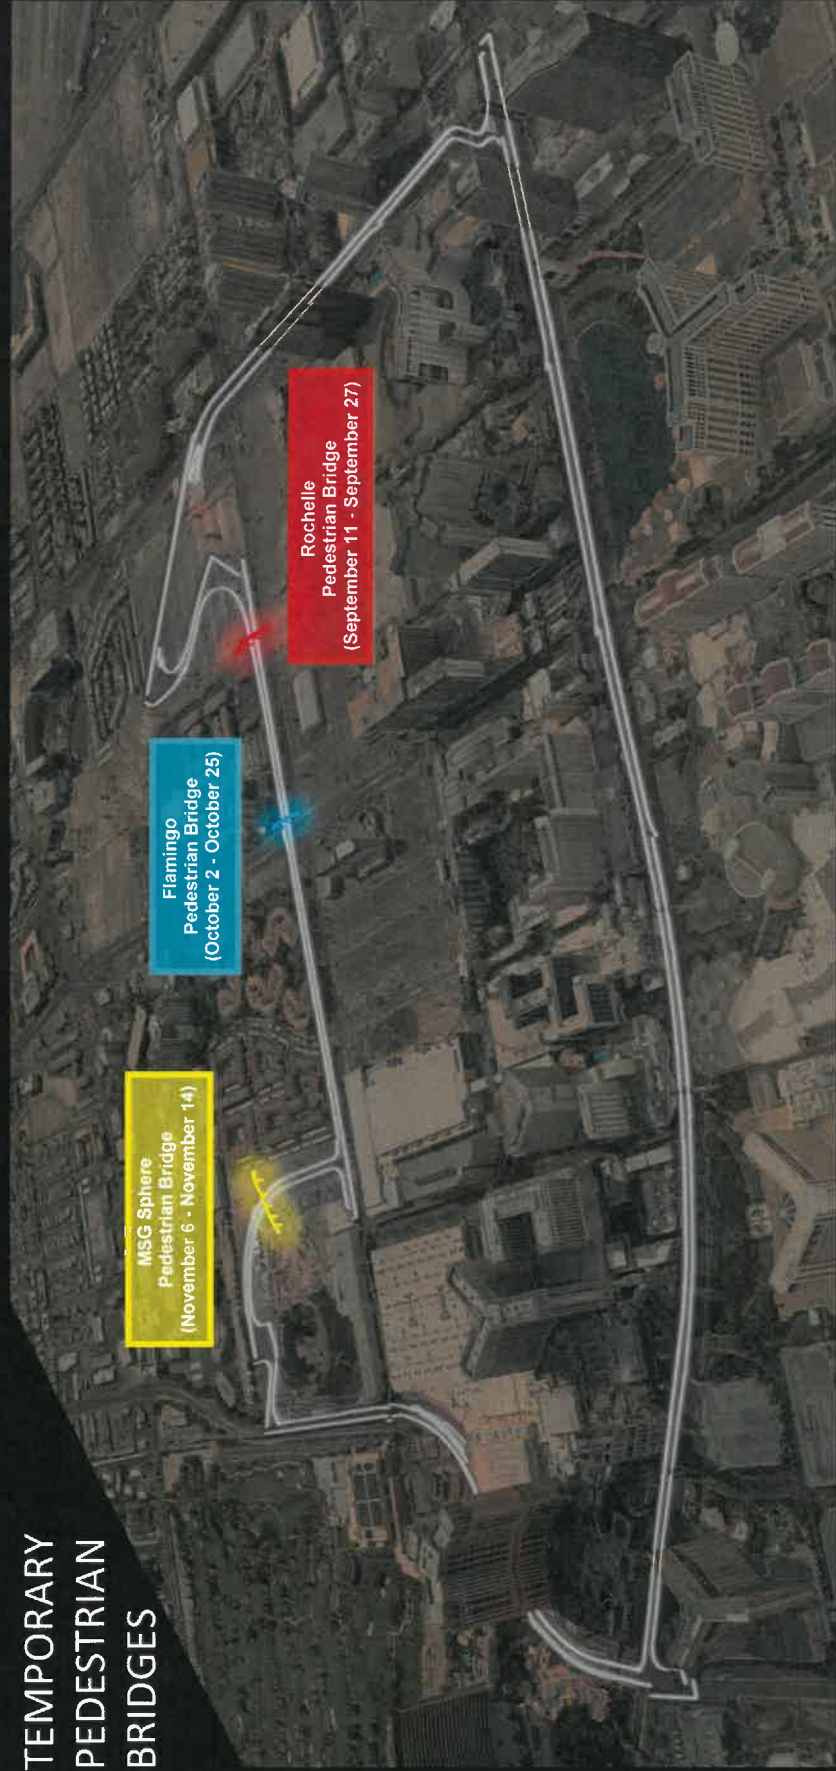 TEMPORARY
PEDESTRIAN
BRIDGES
MSG Sphere
Pedestrian Bridge
(November 6 - November 14)
Flamingo
Pedestrian Bridge
(October 2 - October 25)
Rochelle
Pedestrian Bridge
(September 11 - September 27)